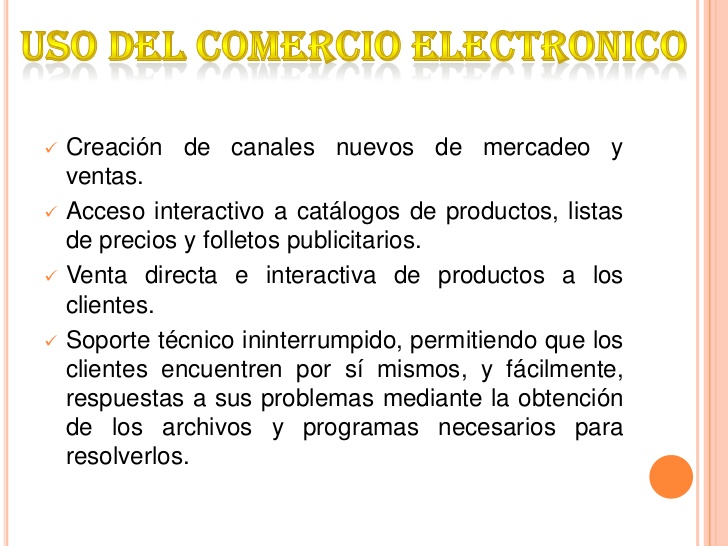 USO DEL COMERCIO ELECTRONICO
✓ Creación de canales nuevos de mercadeo y
ventas.
✓ Acceso interactivo a catálogos de productos, listas
de precios y folletos publicitarios.
✓ Venta directa e interactiva de productos a los
clientes.
✓ Soporte técnico ininterrumpido, permitiendo que los
clientes encuentren por sí mismos, y fácilmente,
respuestas a sus problemas mediante la obtención
de los archivos y programas necesarios para
resolverlos.